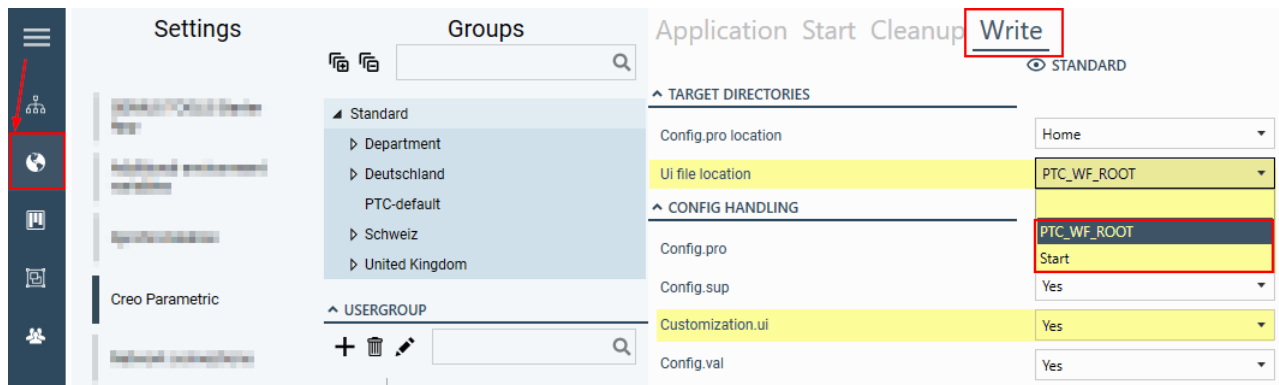 Settings
Creo Parametric
Groups
Standard
Department
Deutschland
PTC-default
Schweiz
United Kingdom
USERGROUP
Application Start Cleanup Write
STANDARD
TARGET DIRECTORIES
Config.pro location Home
Ui file location PTC_WF_ROOT
PTC_WF_ROOT
Start
CONFIG HANDLING
Config.pro
Config.sup Yes
Customization.ui Yes
Config.val Yes